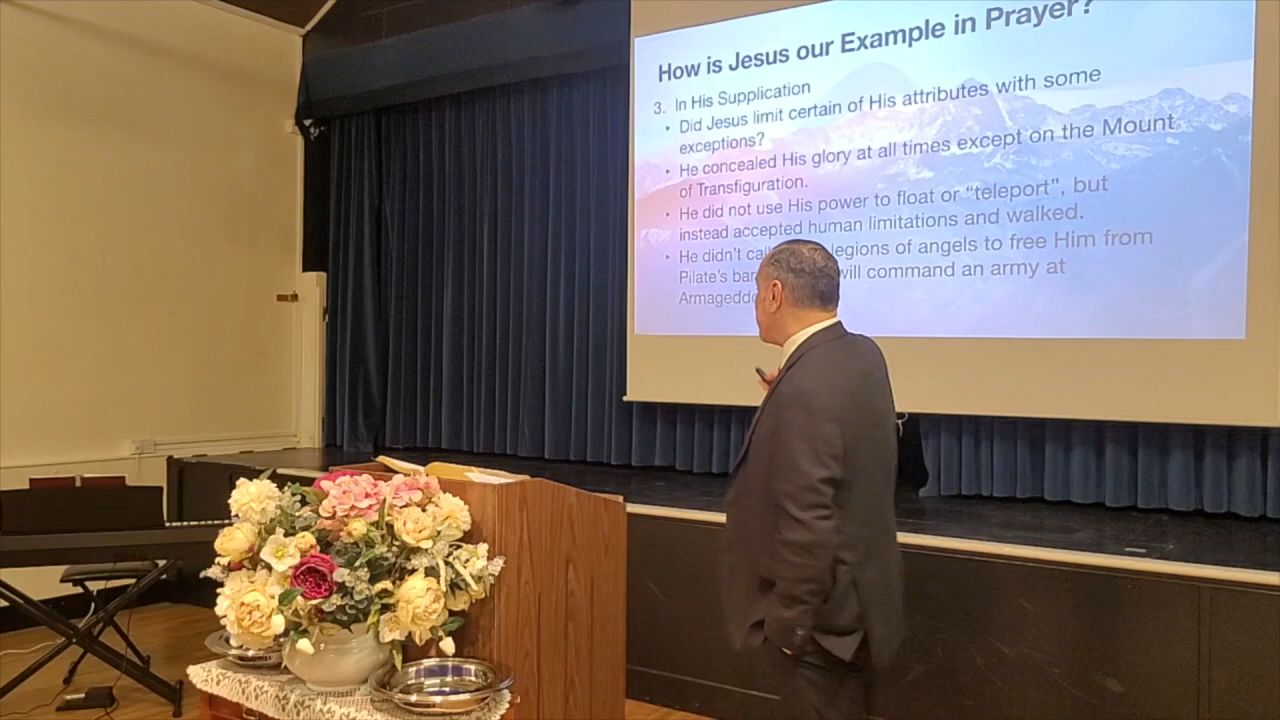 How is Jesus our Example in Prayer?
3. In His Supplication
‣ Did Jesus limit certain of His attributes with some
exceptions?
‣ He concealed His glory at all times except on the Mount
of Transfiguration.
‣ He did not use His power to float or “teleport”, but
instead accepted human limitations and walked.
‣ He didn't legions of angels to free Him from
Pilate's will command an army at